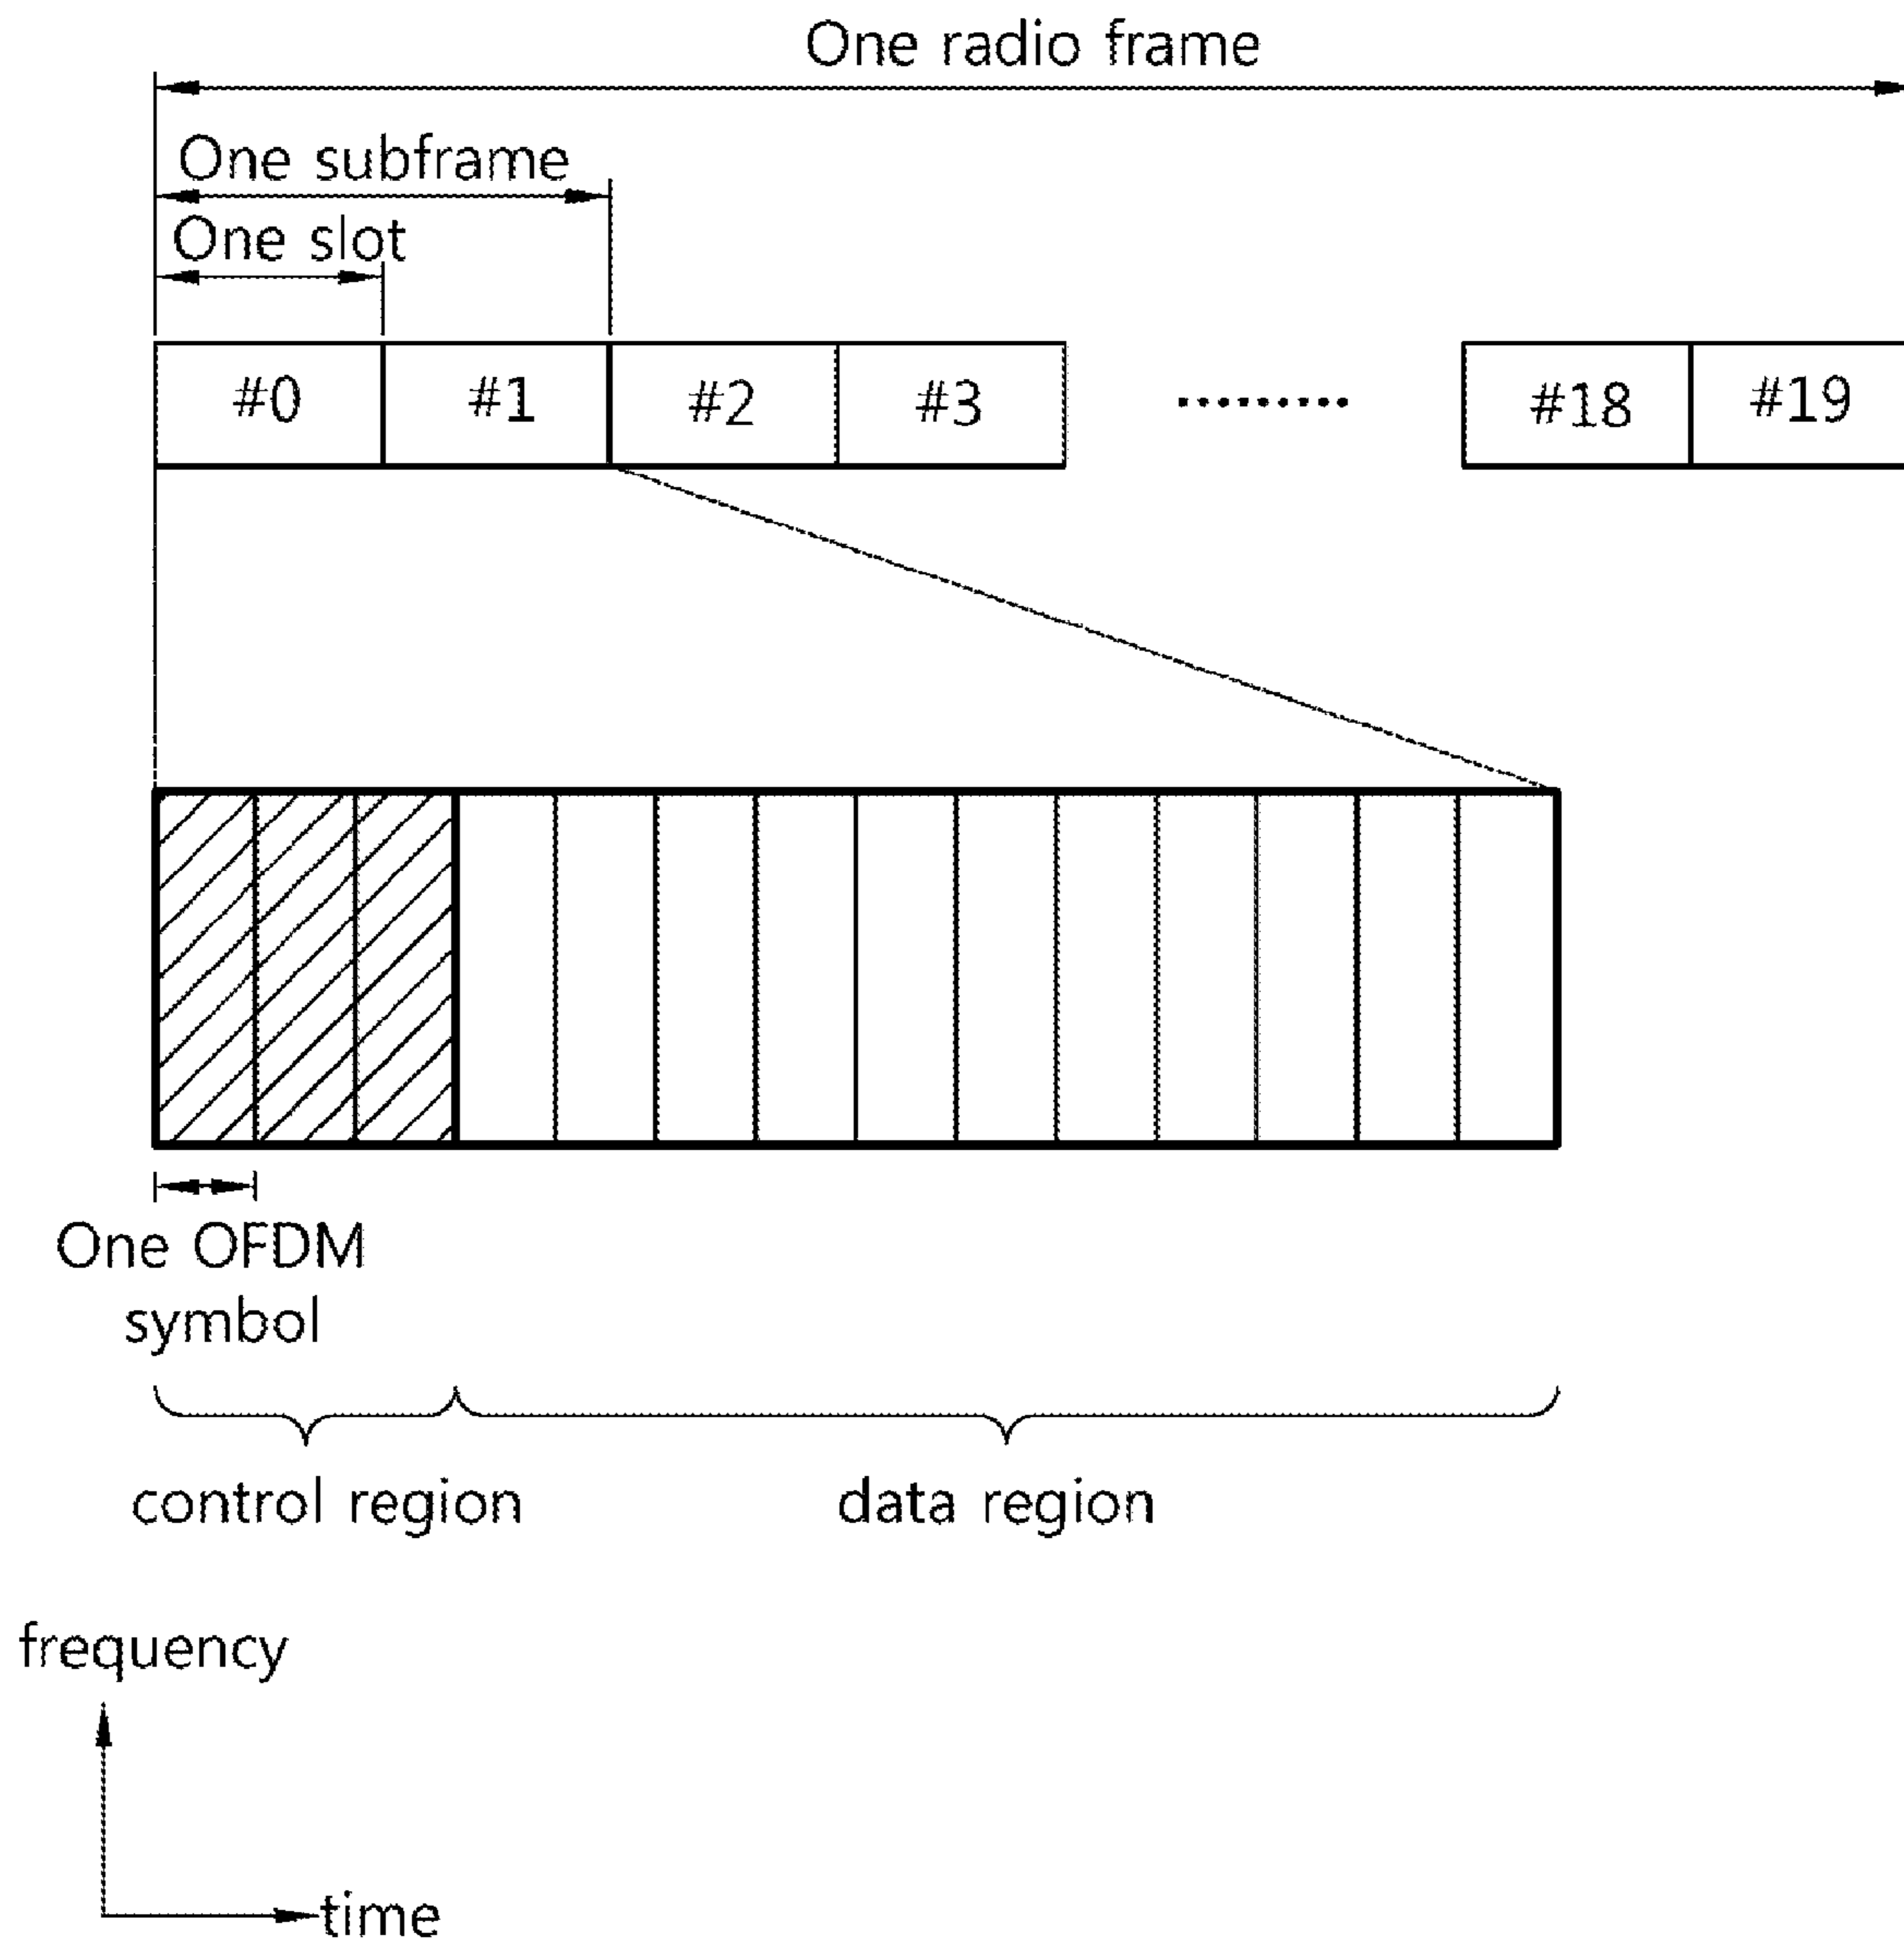 One radio frame
One subframe
One slot
#0 #1 #2 #3 ......... #18 #19
One OFDM
symbol
control region data region
frequency
time